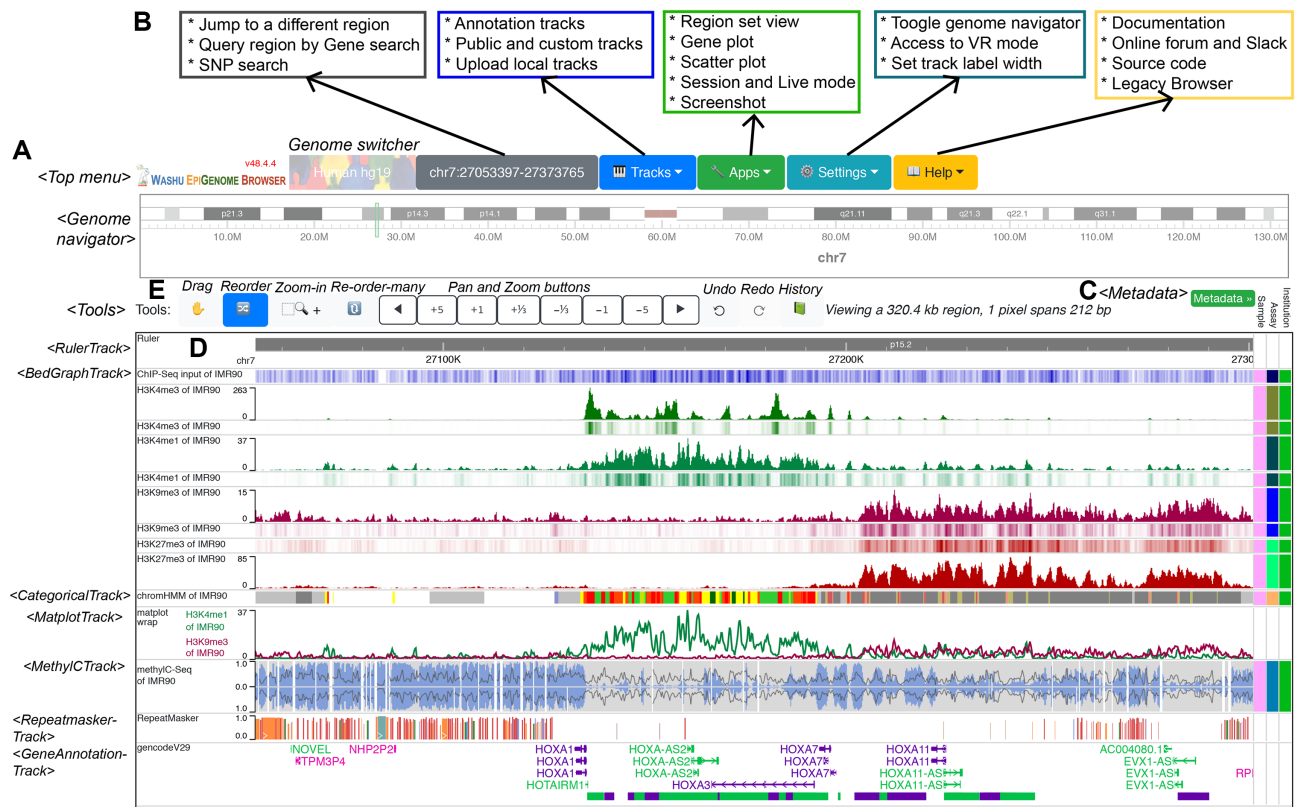 B
* Jump to a different region
* Query region by Gene search
* SNP search
* Annotation tracks
* Public and custom tracks
* Upload local tracks
* Region set view
* Gene plot
* Scatter plot
* Session and Live mode
* Screenshot
* Toogle genome navigator
* Access to VR mode
* Set track label width
* Documentation
* Online forum and Slack
* Source code
* Legacy Browser
A
Genome switcher
<Top menu>
v48.4.4
WASHU EPIGENOME BROWSER
Human hg19
chr7:27053397-27373765
Tracks
Apps
Settings
Help
<Genome
navigator>
p21.3 p14.3 p14.1 q21.11 q21.3 q22.1 q31.1
10.0M 20.0M 30.0M 40.0M 50.0M 60.0M 70.0M 80.0M 90.0M 100.0M 110.0M 120.0M 130.0M
chr7
E
Drag Reorder Zoom-in Re-order-many Pan and Zoom buttons Undo Redo History
C <Metadata> Metadata »
Sample
Assay
Institution
<Tools>
Tools: + ◀ +5 +1 +⅓ -⅓ -1 -5 ▶
Viewing a 320.4 kb region, 1 pixel spans 212 bp
D
<RulerTrack>
Ruler
p15.2
chr7 27100K 27200K 2730
<BedGraphTrack>
ChIP-Seq input of IMR90
H3K4me3 of IMR90 263
0
H3K4me3 of IMR90
H3K4me1 of IMR90 37
0
H3K4me1 of IMR90
H3K9me3 of IMR90 15
0
H3K9me3 of IMR90
H3K27me3 of IMR90
H3K27me3 of IMR90 85
0
<CategoricalTrack>
chromHMM of IMR90
<MatplotTrack>
matplot
wrap
H3K4me1
of IMR90
H3K9me3
of IMR90
37
0
<MethylCTrack>
methylC-Seq
of IMR90
1.0
0.0
1.0
<Repeatmasker-
Track>
RepeatMasker 1.0
0.0
<GeneAnnotation-
Track>
gencodeV29
NOVEL NHP2P2 HOXA1 HOXA-AS2 HOXA7 HOXA11 AC004080.1
TPM3P4 HOXA1 HOXA-AS2 HOXA7 HOXA11 EVX1-AS
HOXA1 HOXA-AS2 HOXA7 HOXA11-AS EVX1-AS RPI
HOTAIRM1 HOXA3 HOXA11-AS EVX1-AS